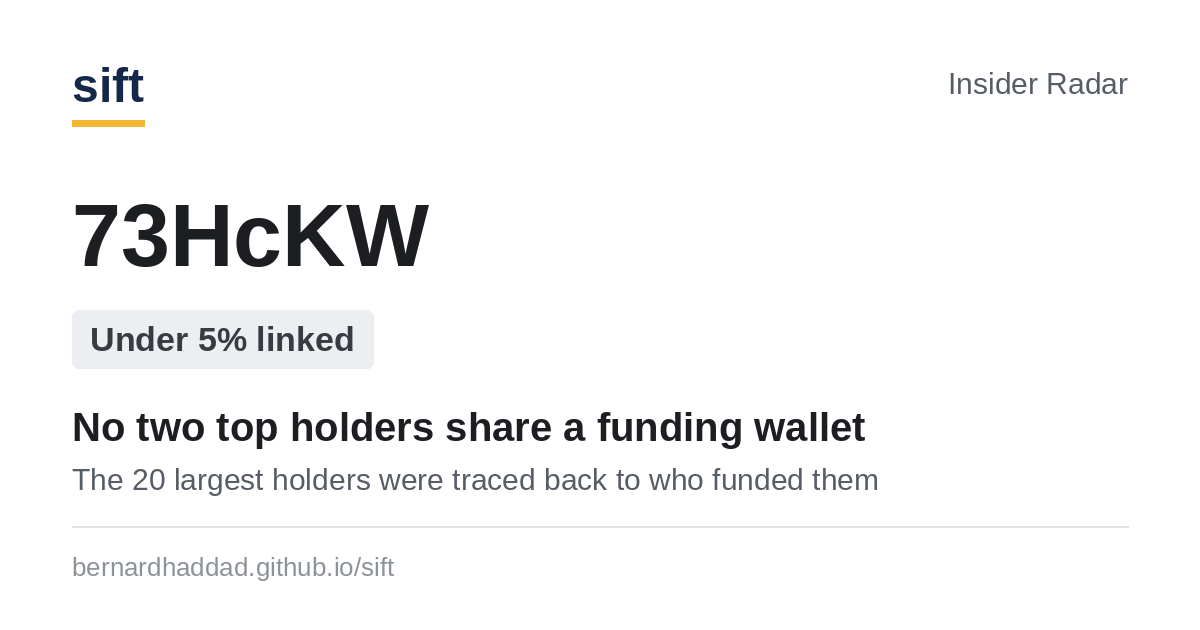 sift
Insider Radar
73HcKW
Under 5% linked
No two top holders share a funding wallet
The 20 largest holders were traced back to who funded them
bernardhaddad.github.io/sift